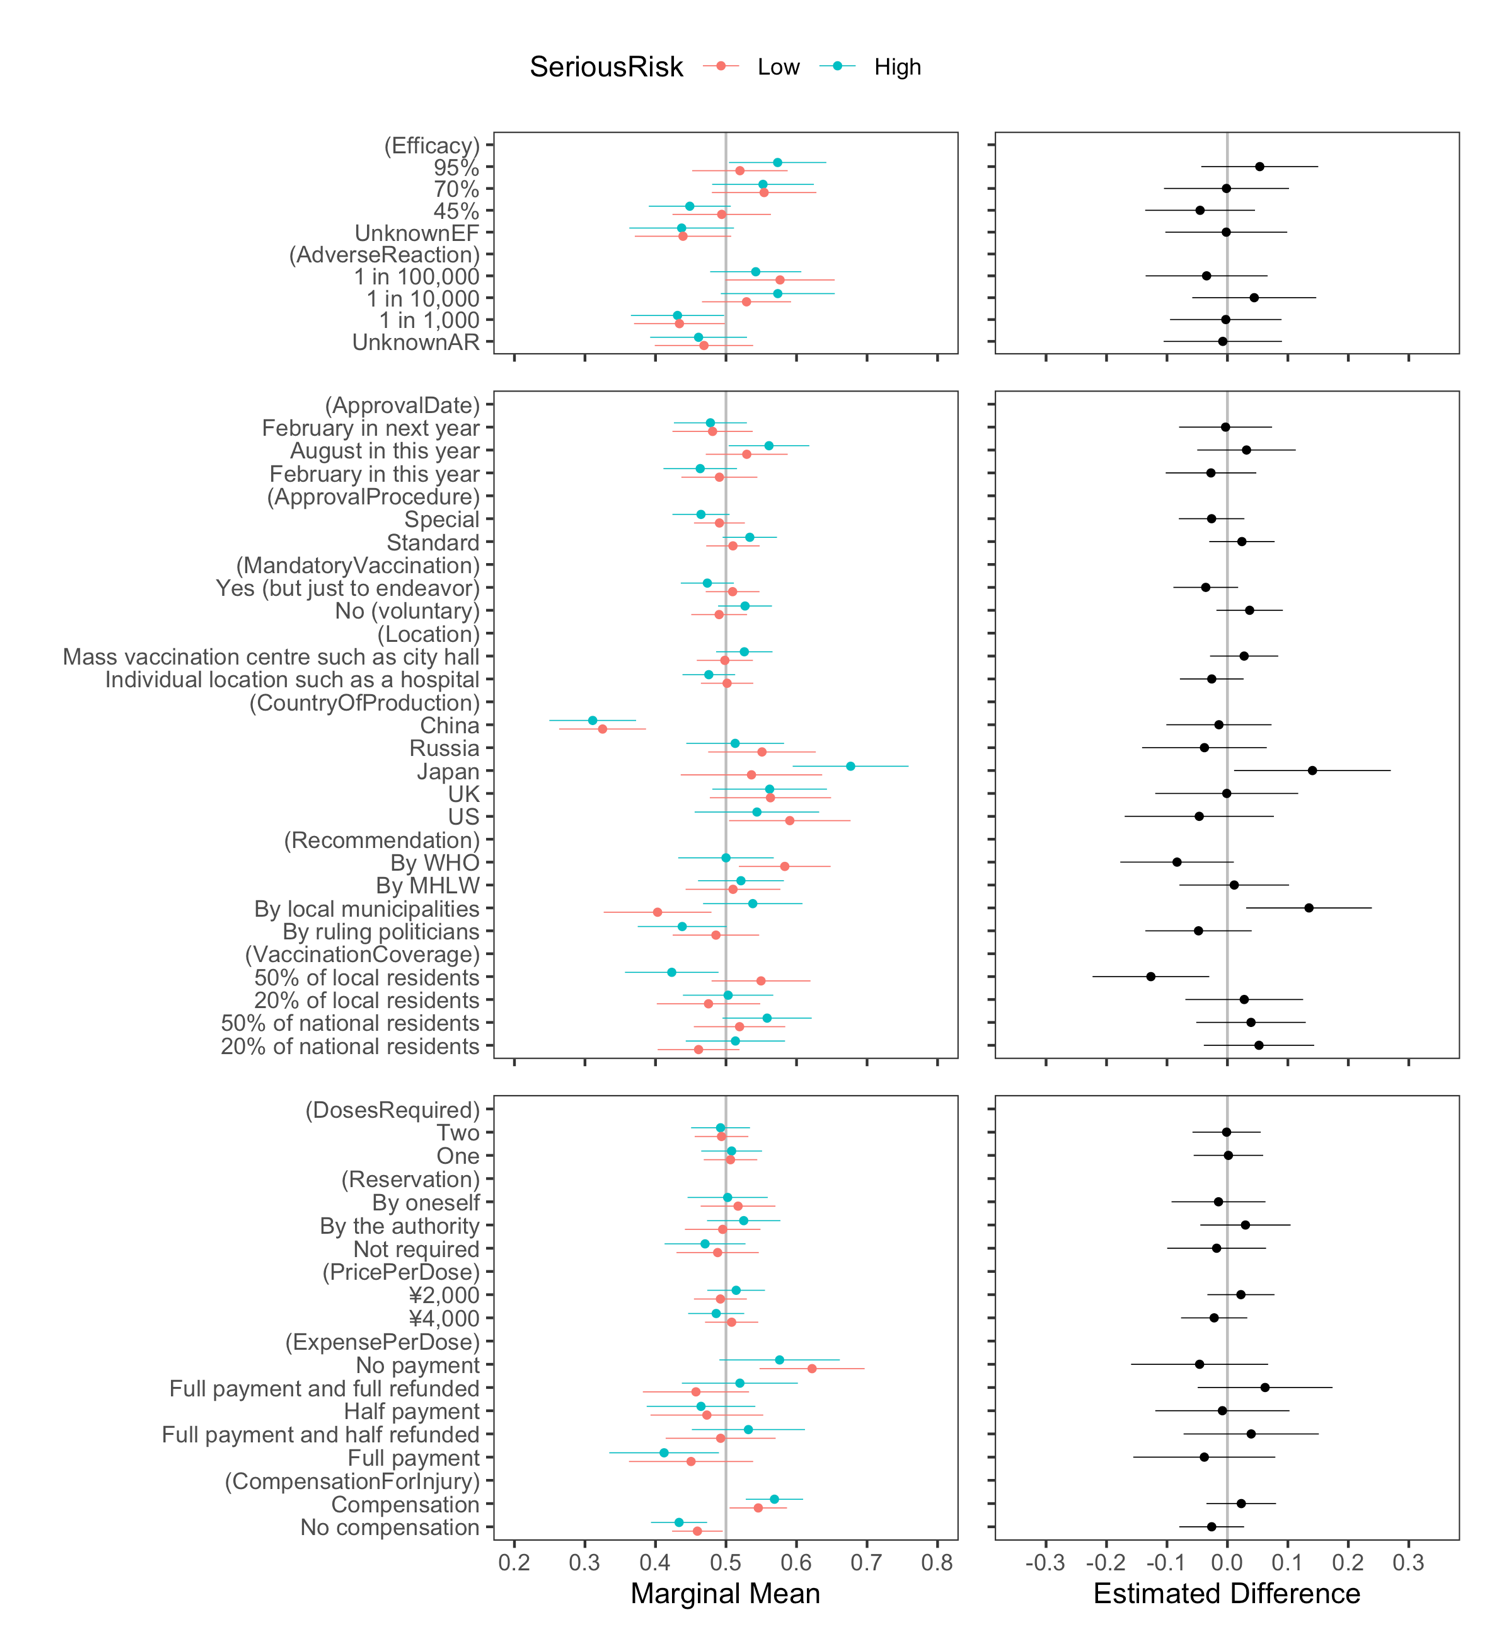 SeriousRisk Low High
(Efficacy)
95%
70%
45%
UnknownEF
(AdverseReaction)
1 in 100,000
1 in 10,000
1 in 1,000
UnknownAR
(ApprovalDate)
February in next year
August in this year
February in this year
(ApprovalProcedure)
Special
Standard
(MandatoryVaccination)
Yes (but just to endeavor)
No (voluntary)
(Location)
Mass vaccination centre such as city hall
Individual location such as a hospital
(CountryOfProduction)
China
Russia
Japan
UK
US
(Recommendation)
By WHO
By MHLW
By local municipalities
By ruling politicians
(VaccinationCoverage)
50% of local residents
20% of local residents
50% of national residents
20% of national residents
(DosesRequired)
Two
One
(Reservation)
By oneself
By the authority
Not required
(PricePerDose)
¥2,000
¥4,000
(ExpensePerDose)
No payment
Full payment and full refunded
Half payment
Full payment and half refunded
Full payment
(CompensationForInjury)
Compensation
No compensation
0.2 0.3 0.4 0.5 0.6 0.7 0.8
Marginal Mean
-0.3 -0.2 -0.1 0.0 0.1 0.2 0.3
Estimated Difference